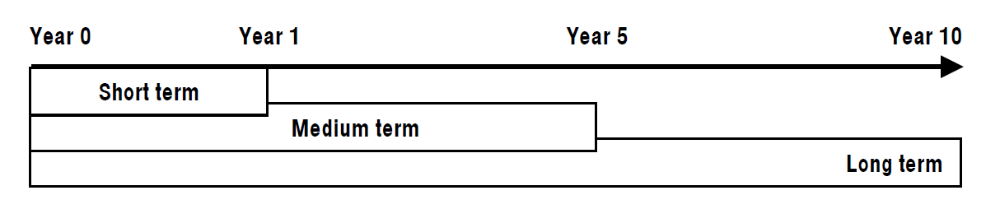 Year 0 Year 1 Year 5 Year 10
Short term
Medium term
Long term